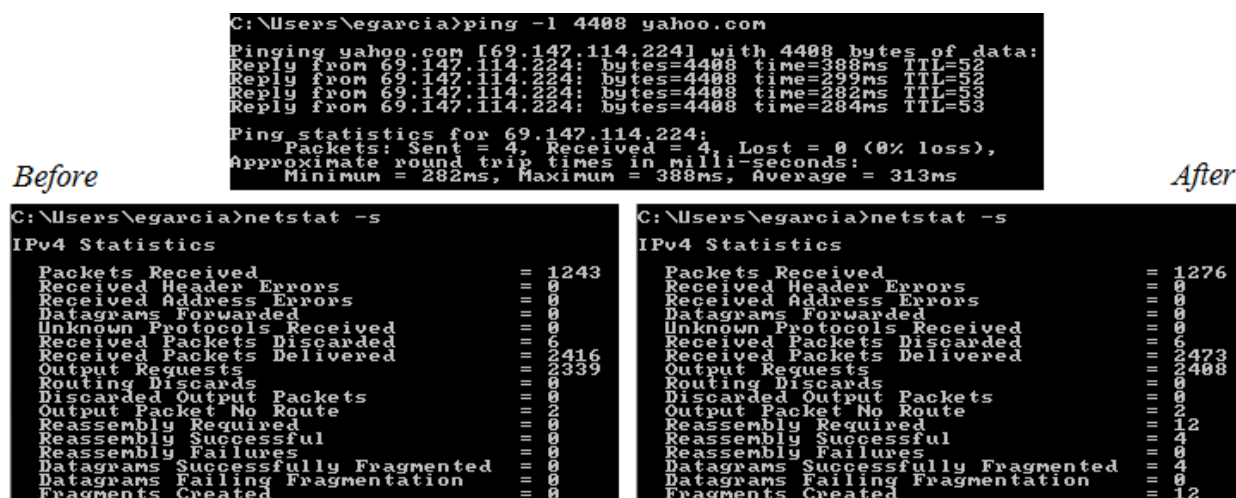 C:\Users\egarcia>ping -l 4408 yahoo.com
Pinging yahoo.com [69.147.114.224] with 4408 bytes of data:
Reply from 69.147.114.224: bytes=4408 time=388ms TTL=52
Reply from 69.147.114.224: bytes=4408 time=299ms TTL=52
Reply from 69.147.114.224: bytes=4408 time=282ms TTL=53
Reply from 69.147.114.224: bytes=4408 time=284ms TTL=53
Ping statistics for 69.147.114.224:
Packets: Sent = 4, Received = 4, Lost = 0 (0% loss),
Approximate round trip times in milli-seconds:
Minimum = 282ms, Maximum = 388ms, Average = 313ms
Before
C:\Users\egarcia>netstat -s
IPv4 Statistics
Packets Received = 1243
Received Header Errors = 0
Received Address Errors = 0
Datagrams Forwarded = 0
Unknown Protocols Received = 0
Received Packets Discarded = 6
Received Packets Delivered = 2416
Output Requests = 2339
Routing Discards = 0
Discarded Output Packets = 0
Output Packet No Route = 2
Reassembly Required = 0
Reassembly Successful = 0
Reassembly Failures = 0
Datagrams Successfully Fragmented = 0
Datagrams Failing Fragmentation = 0
Fragments Created = 0
After
C:\Users\egarcia>netstat -s
IPv4 Statistics
Packets Received = 1276
Received Header Errors = 0
Received Address Errors = 0
Datagrams Forwarded = 0
Unknown Protocols Received = 0
Received Packets Discarded = 6
Received Packets Delivered = 2473
Output Requests = 2408
Routing Discards = 0
Discarded Output Packets = 0
Output Packet No Route = 2
Reassembly Required = 12
Reassembly Successful = 4
Reassembly Failures = 0
Datagrams Successfully Fragmented = 4
Datagrams Failing Fragmentation = 0
Fragments Created = 12